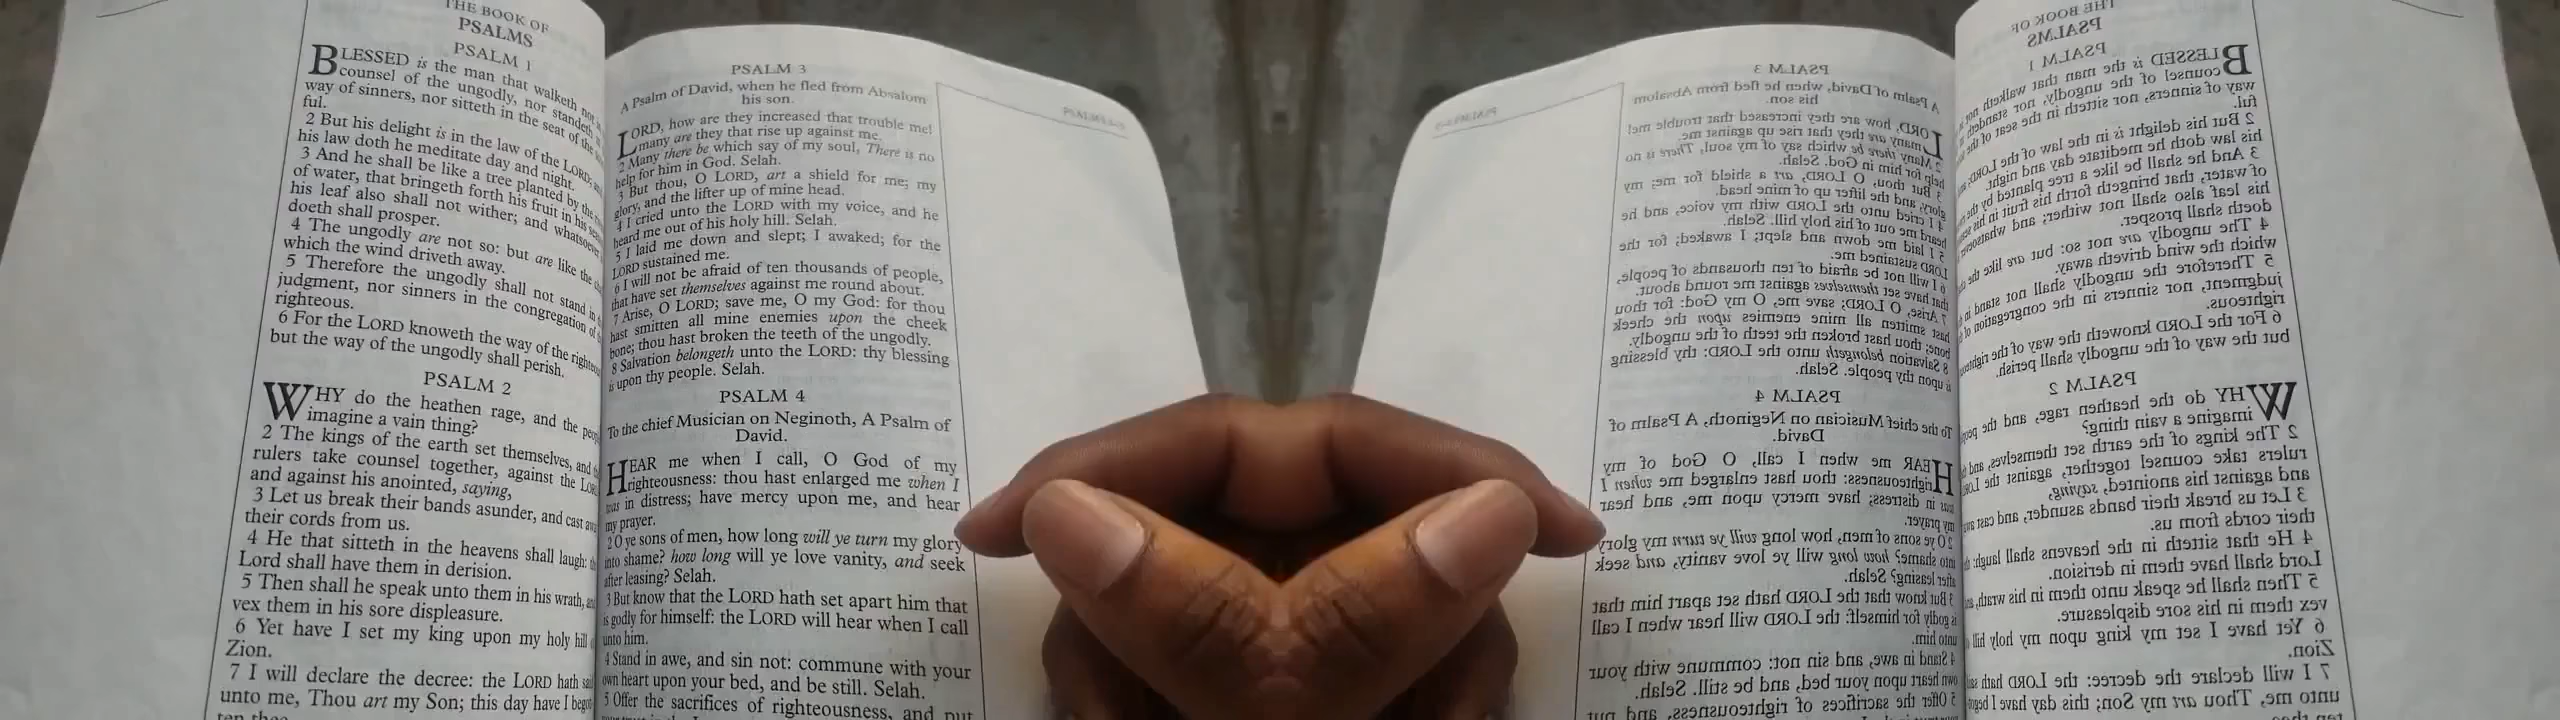 THE BOOK OF
PSALMS
PSALM 1
BLESSED is the man that walketh not
counsel of the ungodly, nor standeth
way of sinners, nor sitteth in the seat of the
ful.
2 But his delight is in the law of the LORD;
his law doth he meditate day and night.
3 And he shall be like a tree planted by the
of water, that bringeth forth his fruit in his
his leaf also shall not wither; and whatsoever
doeth shall prosper.
4 The ungodly are not so: but are like the
which the wind driveth away.
5 Therefore the ungodly shall not stand in
judgment, nor sinners in the congregation of
righteous.
6 For the LORD knoweth the way of the
but the way of the ungodly shall perish.
PSALM 2
WHY do the heathen rage, and the
imagine a vain thing?
2 The kings of the earth set themselves, and
rulers take counsel together, against the
and against his anointed, saying,
3 Let us break their bands asunder, and cast
their cords from us.
4 He that sitteth in the heavens shall laugh:
Lord shall have them in derision.
5 Then shall he speak unto them in his wrath,
vex them in his sore displeasure.
6 Yet have I set my king upon my holy hill
Zion.
7 I will declare the decree: the LORD hath
unto me, Thou art my Son; this day have I
PSALM 3
A Psalm of David, when he fled from Absalom
his son.
LORD, how are they increased that trouble me!
many are they that rise up against me.
2 Many there be which say of my soul, There is no
help for him in God. Selah.
3 But thou, O LORD, art a shield for me; my
glory, and the lifter up of mine head.
4 I cried unto the LORD with my voice, and he
heard me out of his holy hill. Selah.
5 I laid me down and slept; I awaked; for the
LORD sustained me.
6 I will not be afraid of ten thousands of people,
that have set themselves against me round about.
7 Arise, O LORD; save me, O my God: for thou
hast smitten all mine enemies upon the cheek
bone; thou hast broken the teeth of the ungodly.
8 Salvation belongeth unto the LORD: thy blessing
is upon thy people. Selah.
PSALM 4
To the chief Musician on Neginoth, A Psalm of
David.
HEAR me when I call, O God of my
righteousness: thou hast enlarged me when I
was in distress; have mercy upon me, and hear
my prayer.
2 O ye sons of men, how long will ye turn my glory
into shame? how long will ye love vanity, and seek
after leasing? Selah.
3 But know that the LORD hath set apart him that
is godly for himself: the LORD will hear when I call
unto him.
4 Stand in awe, and sin not: commune with your
own heart upon your bed, and be still. Selah.
5 Offer the sacrifices of righteousness, and put